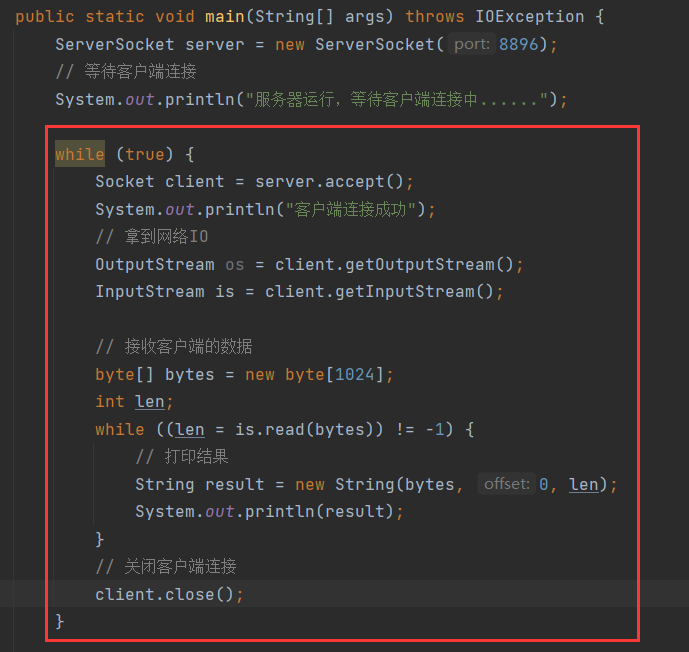 public static void main(String[] args) throws IOException {
    ServerSocket server = new ServerSocket( port: 8896);
    // 等待客户端连接
    System.out.println("服务器运行，等待客户端连接中......");
    while (true) {
        Socket client = server.accept();
        System.out.println("客户端连接成功");
        // 拿到网络IO
        OutputStream os = client.getOutputStream();
        InputStream is = client.getInputStream();
        // 接收客户端的数据
        byte[] bytes = new byte[1024];
        int len;
        while ((len = is.read(bytes)) != -1) {
            // 打印结果
            String result = new String(bytes, offset: 0, len);
            System.out.println(result);
        }
        // 关闭客户端连接
        client.close();
    }